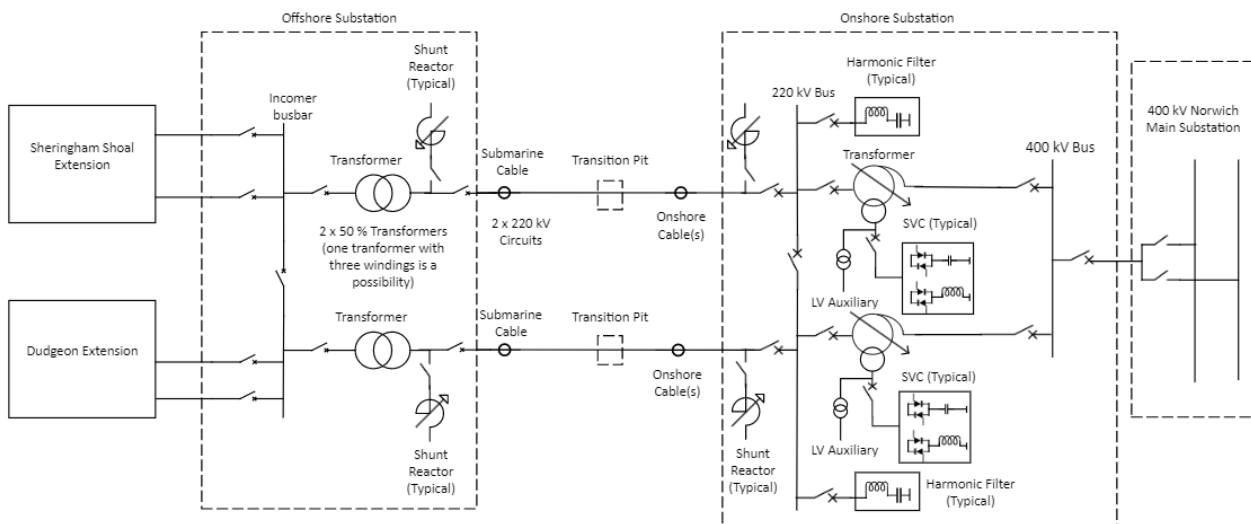 Offshore Substation
Onshore Substation
Shunt
Reactor
(Typical)
Harmonic Filter
(Typical)
Incomer
busbar
220 kV Bus
400 kV Norwich
Main Substation
Sheringham Shoal
Extension
Transformer
Submarine
Cable
Transition Pit
Transformer
400 kV Bus
2 x 50 % Transformers
(one tranformer with
three windings is a
possibility)
2 x 220 kV
Circuits
Onshore
Cable(s)
SVC (Typical)
LV Auxiliary
Dudgeon Extension
Transformer
Submarine
Cable
Transition Pit
Onshore
Cable(s)
SVC (Typical)
LV Auxiliary
Shunt
Reactor
(Typical)
Shunt
Reactor
(Typical)
Harmonic Filter
(Typical)